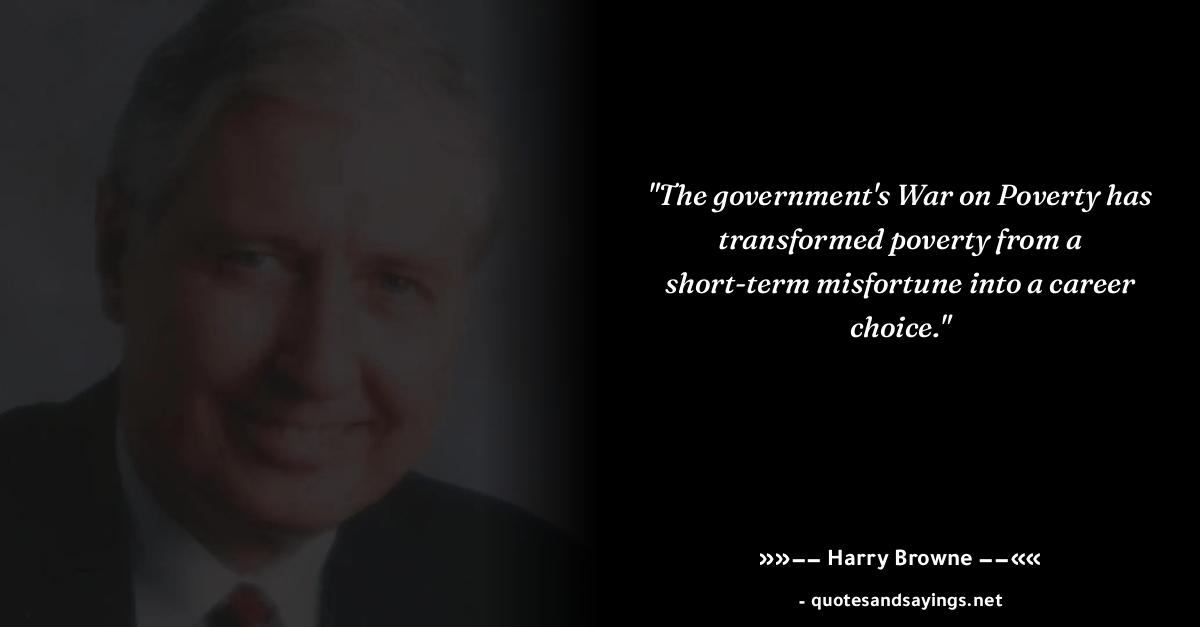 "The government's War on Poverty has
transformed poverty from a
short-term misfortune into a career
choice."
»»—— Harry Browne ——««
- quotesandsayings.net